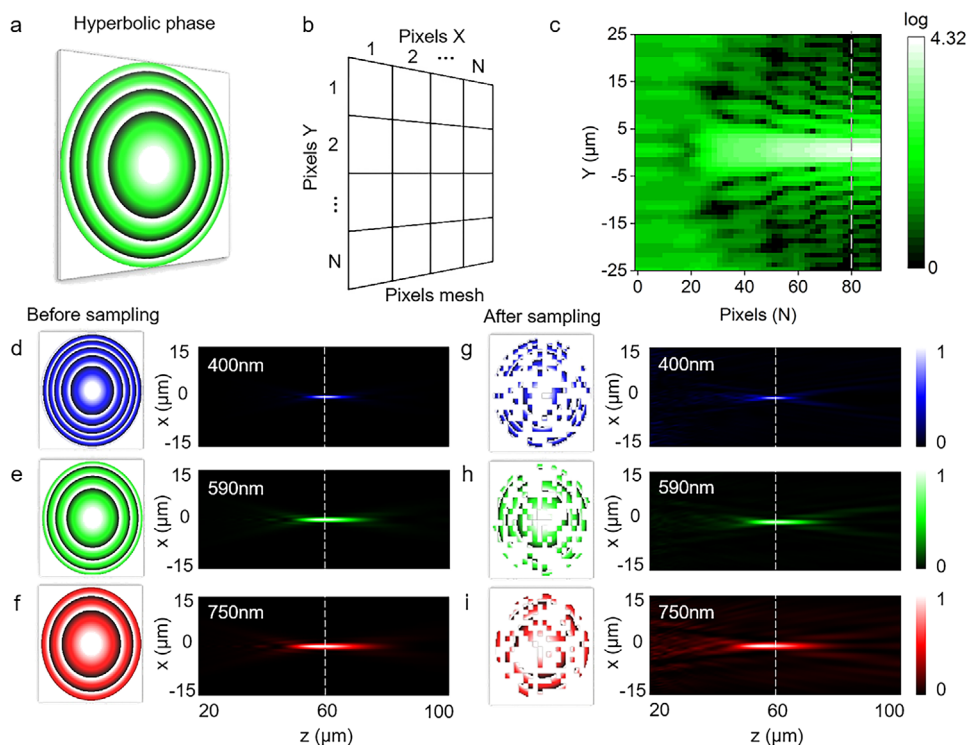 a
Hyperbolic phase
b
Pixels X
1
2
...
N
Pixels Y
1
2
...
N
Pixels mesh
c
log
4.32
0
Y (µm)
25
15
5
-5
-15
-25
0
20
40
60
80
Pixels (N)
Before sampling
After sampling
d
x (µm)
15
0
-15
400nm
g
x (µm)
15
0
-15
400nm
1
0
e
x (µm)
15
0
-15
590nm
h
x (µm)
15
0
-15
590nm
1
0
f
x (µm)
15
0
-15
750nm
20
60
100
z (µm)
i
x (µm)
15
0
-15
750nm
1
0
20
60
100
z (µm)